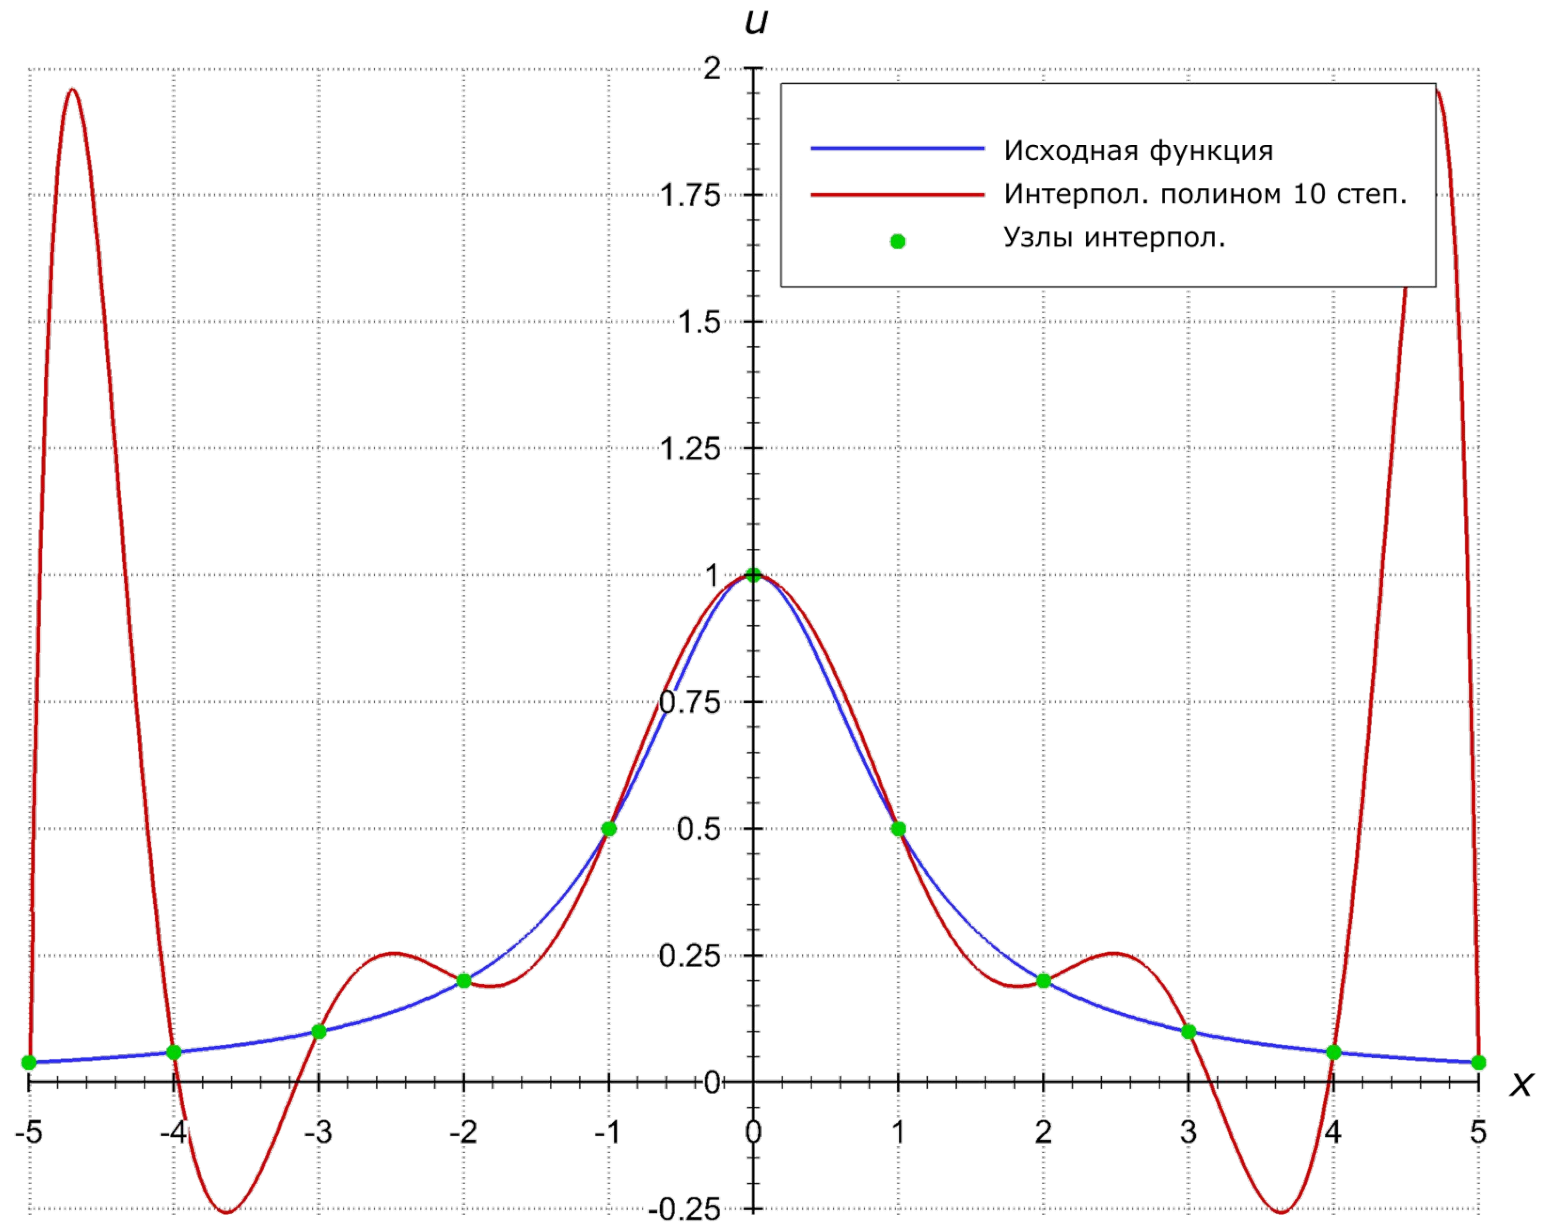 u
2
Исходная функция
Интерпол. полином 10 степ.
1.75
Узлы интерпол.
1.5
1.25
1
0.75
0.5
0.25
0
x
-5 -4 -3 -2 -1 0 1 2 3 4 5
-0.25